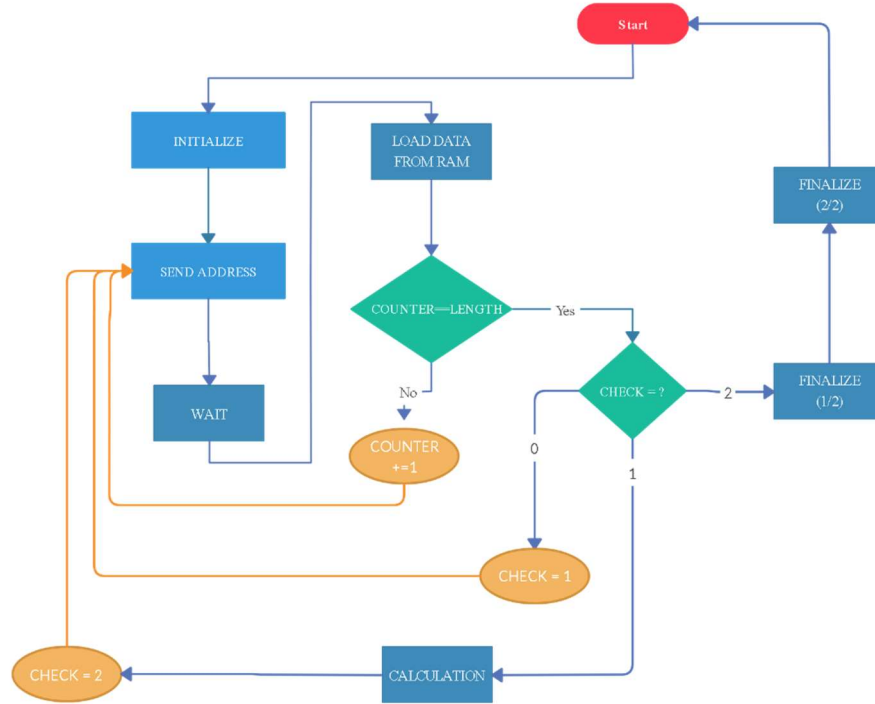 Start
INITIALIZE
LOAD DATA
FROM RAM
FINALIZE
(2/2)
SEND ADDRESS
COUNTER==LENGTH
Yes
No
WAIT
CHECK = ?
2
FINALIZE
(1/2)
COUNTER
+=1
0
1
CHECK = 1
CHECK = 2
CALCULATION